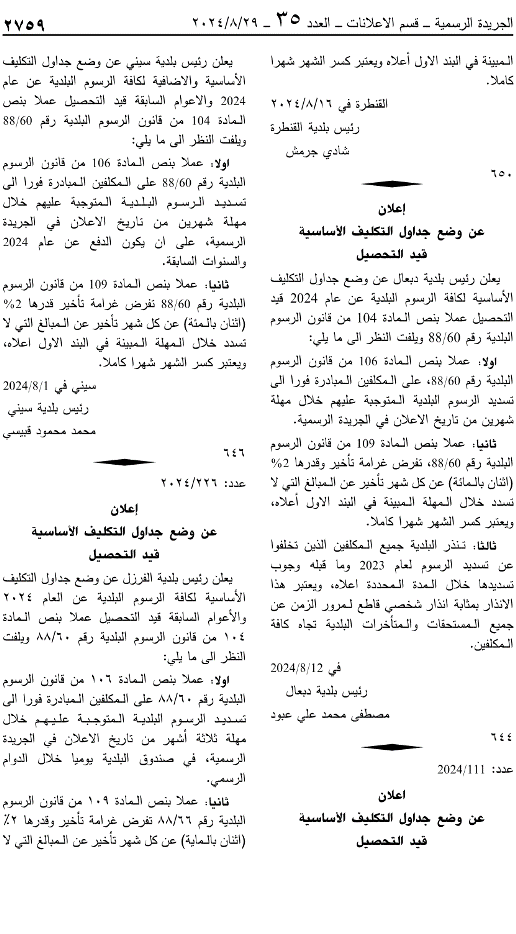 الجريدة الرسمية ــ قسم الاعلانات ــ العدد ٣٥ ــ ٢٠٢٤/٨/٢٩
٢٧٥٩
المبينة في البند الاول أعلاه ويعتبر كسر الشهر شهرا
كاملا.
القنطرة في ٢٠٢٤/٨/١٦
رئيس بلدية القنطرة
شادي جرمش
٦٥٠
إعلان
عن وضع جداول التكليف الأساسية
قيد التحصيل
يعلن رئيس بلدية دبعال عن وضع جداول التكليف
الأساسية لكافة الرسوم البلدية عن عام 2024 قيد
التحصيل عملا بنص المادة 104 من قانون الرسوم
البلدية رقم 88/60 ويلفت النظر الى ما يلي:
اولا: عملا بنص المادة 106 من قانون الرسوم
البلدية رقم 88/60، على المكلفين المبادرة فورا الى
تسديد الرسوم البلدية المتوجبة عليهم خلال مهلة
شهرين من تاريخ الاعلان في الجريدة الرسمية.
ثانيا: عملا بنص المادة 109 من قانون الرسوم
البلدية رقم 88/60، تفرض غرامة تأخير وقدرها 2%
(اثنان بالمائة) عن كل شهر تأخير عن المبالغ التي لا
تسدد خلال المهلة المبينة في البند الاول أعلاه،
ويعتبر كسر الشهر شهرا كاملا.
ثالثا: تنذر البلدية جميع المكلفين الذين تخلفوا
عن تسديد الرسوم لعام 2023 وما قبله وجوب
تسديدها خلال المدة المحددة اعلاه، ويعتبر هذا
الانذار بمثابة انذار شخصي قاطع لمرور الزمن عن
جميع المستحقات والمتأخرات البلدية تجاه كافة
المكلفين.
في 2024/8/12
رئيس بلدية دبعال
مصطفى محمد علي عبود
٦٤٤
عدد: 2024/111
اعلان
عن وضع جداول التكليف الأساسية
قيد التحصيل
يعلن رئيس بلدية سيني عن وضع جداول التكليف
الأساسية والاضافية لكافة الرسوم البلدية عن عام
2024 والاعوام السابقة قيد التحصيل عملا بنص
المادة 104 من قانون الرسوم البلدية رقم 88/60
ويلفت النظر الى ما يلي:
اولا: عملا بنص المادة 106 من قانون الرسوم
البلدية رقم 88/60 على المكلفين المبادرة فورا الى
تسديد الرسوم البلدية المتوجبة عليهم خلال
مهلة شهرين من تاريخ الاعلان في الجريدة
الرسمية، على ان يكون الدفع عن عام 2024
والسنوات السابقة.
ثانيا: عملا بنص المادة 109 من قانون الرسوم
البلدية رقم 88/60 نفرض غرامة تأخير قدرها 2%
(اثنان بالمئة) عن كل شهر تأخير عن المبالغ التي لا
تسدد خلال المهلة المبينة في البند الاول اعلاه،
ويعتبر كسر الشهر شهرا كاملا.
سيني في 2024/8/1
رئيس بلدية سيني
محمد محمود قبيسي
٦٤٦
عدد: ٢٠٢٤/٢٢٦
إعلان
عن وضع جداول التكليف الأساسية
قيد التحصيل
يعلن رئيس بلدية الفرزل عن وضع جداول التكليف
الأساسية لكافة الرسوم البلدية عن العام ٢٠٢٤
والأعوام السابقة قيد التحصيل عملا بنص المادة
١٠٤ من قانون الرسوم البلدية رقم ٨٨/٦٠ ويلفت
النظر الى ما يلي:
اولا: عملا بنص المادة ١٠٦ من قانون الرسوم
البلدية رقم ٨٨/٦٠ على المكلفين المبادرة فورا الى
تسديد الرسوم البلدية المتوجبة عليهم خلال
مهلة ثلاثة أشهر من تاريخ الاعلان في الجريدة
الرسمية، في صندوق البلدية يوميا خلال الدوام
الرسمي.
ثانيا: عملا بنص المادة ١٠٩ من قانون الرسوم
البلدية رقم ٨٨/٦٦ تفرض غرامة تأخير وقدرها ٢٪
(اثنان بالماية) عن كل شهر تأخير عن المبالغ التي لا